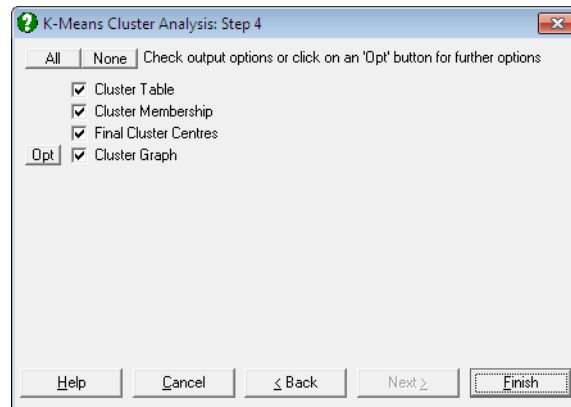 K-Means Cluster Analysis: Step 4
All None Check output options or click on an 'Opt' button for further options
Cluster Table
Cluster Membership
Final Cluster Centres
Opt Cluster Graph
Help Cancel < Back Next > Finish